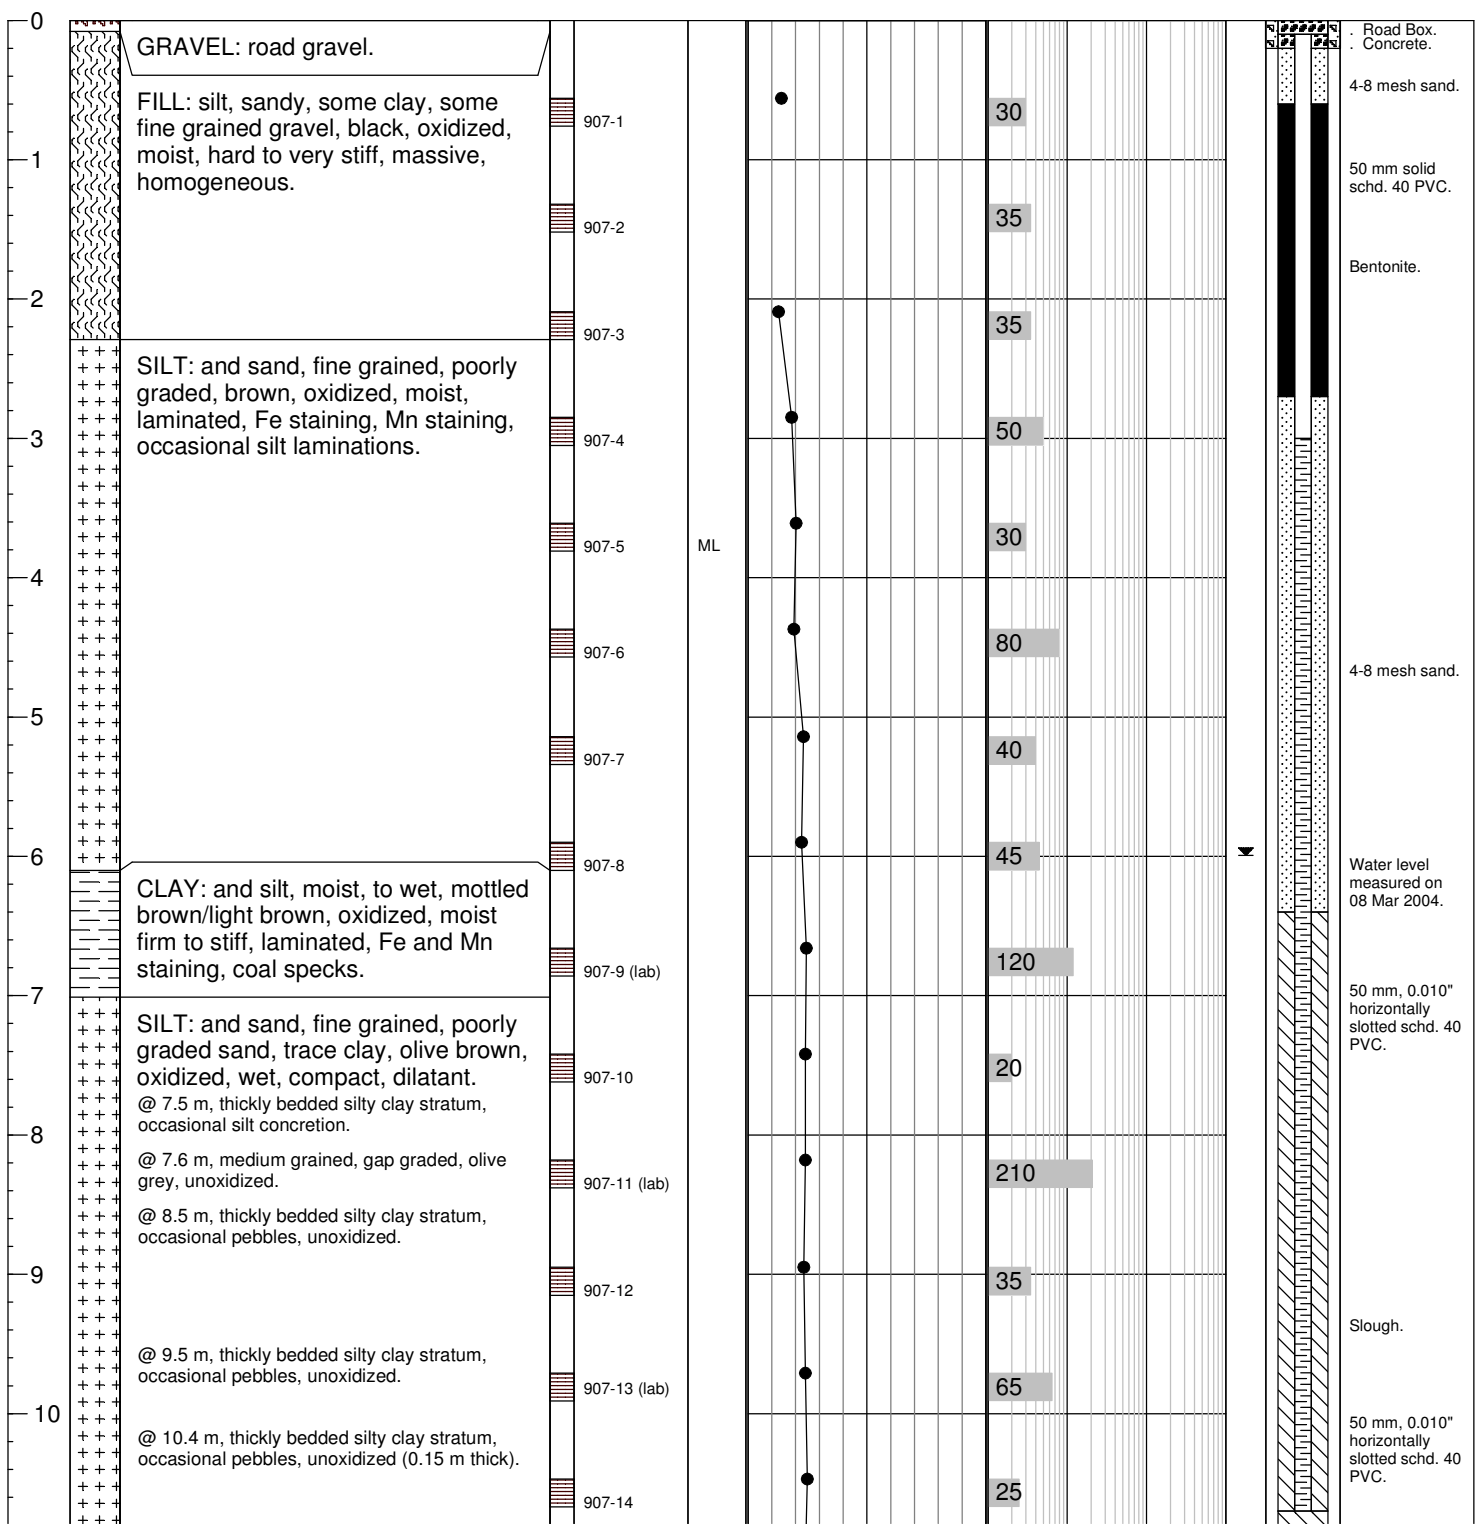 0
1
2
3
4
5
6
7
8
9
10
GRAVEL: road gravel.
FILL: silt, sandy, some clay, some
fine grained gravel, black, oxidized,
moist, hard to very stiff, massive,
homogeneous.
SILT: and sand, fine grained, poorly
graded, brown, oxidized, moist,
laminated, Fe staining, Mn staining,
occasional silt laminations.
CLAY: and silt, moist, to wet, mottled
brown/light brown, oxidized, moist
firm to stiff, laminated, Fe and Mn
staining, coal specks.
SILT: and sand, fine grained, poorly
graded sand, trace clay, olive brown,
oxidized, wet, compact, dilatant.
@ 7.5 m, thickly bedded silty clay stratum,
occasional silt concretion.
@ 7.6 m, medium grained, gap graded, olive
grey, unoxidized.
@ 8.5 m, thickly bedded silty clay stratum,
occasional pebbles, unoxidized.
@ 9.5 m, thickly bedded silty clay stratum,
occasional pebbles, unoxidized.
@ 10.4 m, thickly bedded silty clay stratum,
occasional pebbles, unoxidized (0.15 m thick).
907-1
907-2
907-3
907-4
907-5
907-6
907-7
907-8
907-9 (lab)
907-10
907-11 (lab)
907-12
907-13 (lab)
907-14
ML
30
35
35
50
30
80
40
45
120
20
210
35
65
25
. Road Box.
. Concrete.
4-8 mesh sand.
50 mm solid
schd. 40 PVC.
Bentonite.
4-8 mesh sand.
Water level
measured on
08 Mar 2004.
50 mm, 0.010"
horizontally
slotted schd. 40
PVC.
Slough.
50 mm, 0.010"
horizontally
slotted schd. 40
PVC.